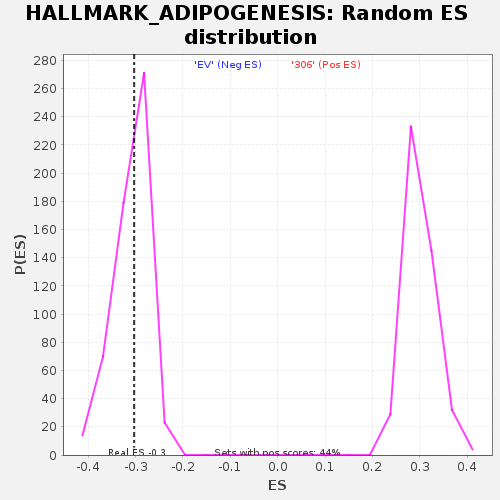 HALLMARK_ADIPOGENESIS: Random ES
distribution
'EV' (Neg ES) '306' (Pos ES)
280
260
240
220
200
180
160
140
120
100
80
60
40
20
0
P(ES)
Real ES -0.3 Sets with pos scores: 44%
-0.4 -0.3 -0.2 -0.1 0.0 0.1 0.2 0.3 0.4
ES